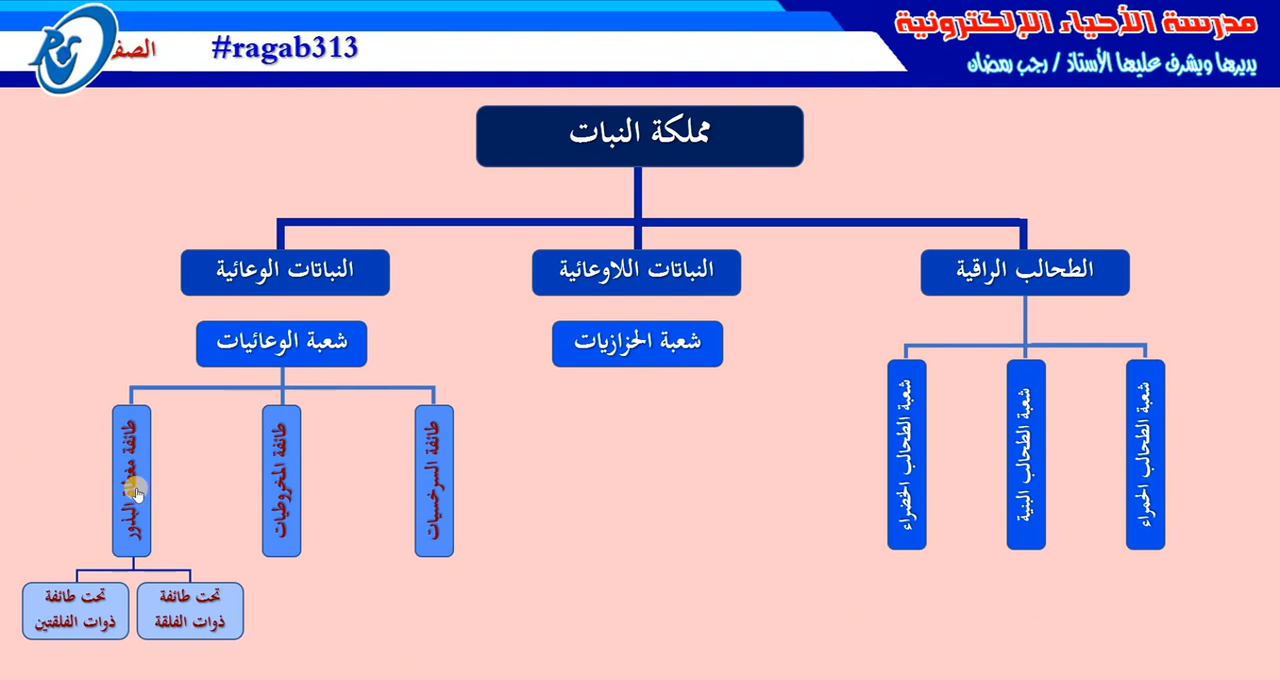 مدرسة الأحياء الإلكترونية
يديرها ويشرف عليها الأستاذ / رجب رمضان
#ragab313
الصف
مملكة النبات
الطحالب الراقية
النباتات اللاوعائية
النباتات الوعائية
شعبة الحزازيات
شعبة الوعائيات
شعبة الطحالب الحمراء
شعبة الطحالب البنية
شعبة الطحالب الخضراء
طائفة السرخسيات
طائفة المخروطيات
طائفة مغطاة البذور
تحت طائفة
ذوات الفلقة
تحت طائفة
ذوات الفلقتين